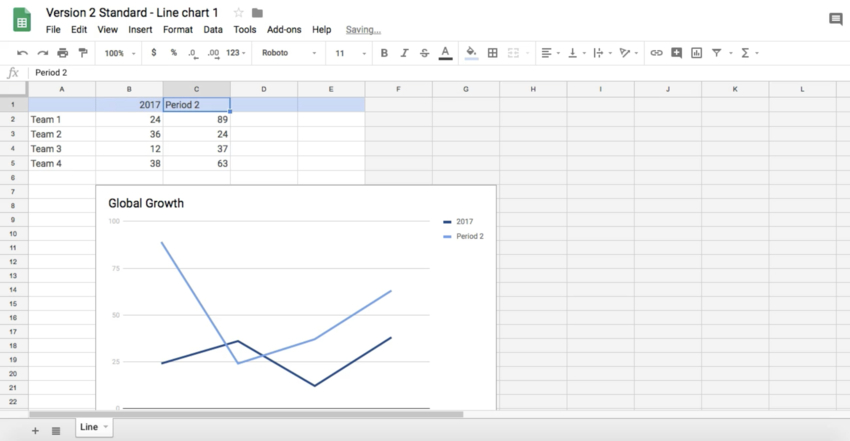 Version 2 Standard - Line chart 1
File Edit View Insert Format Data Tools Add-ons Help Saving...
100% $ % .0 .00 123 Roboto 11 B I S A
fx Period 2
A B C D E F G H I J K L
1 2017 Period 2
2 Team 1 24 89
3 Team 2 36 24
4 Team 3 12 37
5 Team 4 38 63
6
7
8 Global Growth
9 100 2017
10 Period 2
11
12
13 75
14
15
16 50
17
18
19 25
20
21
22 0
Line